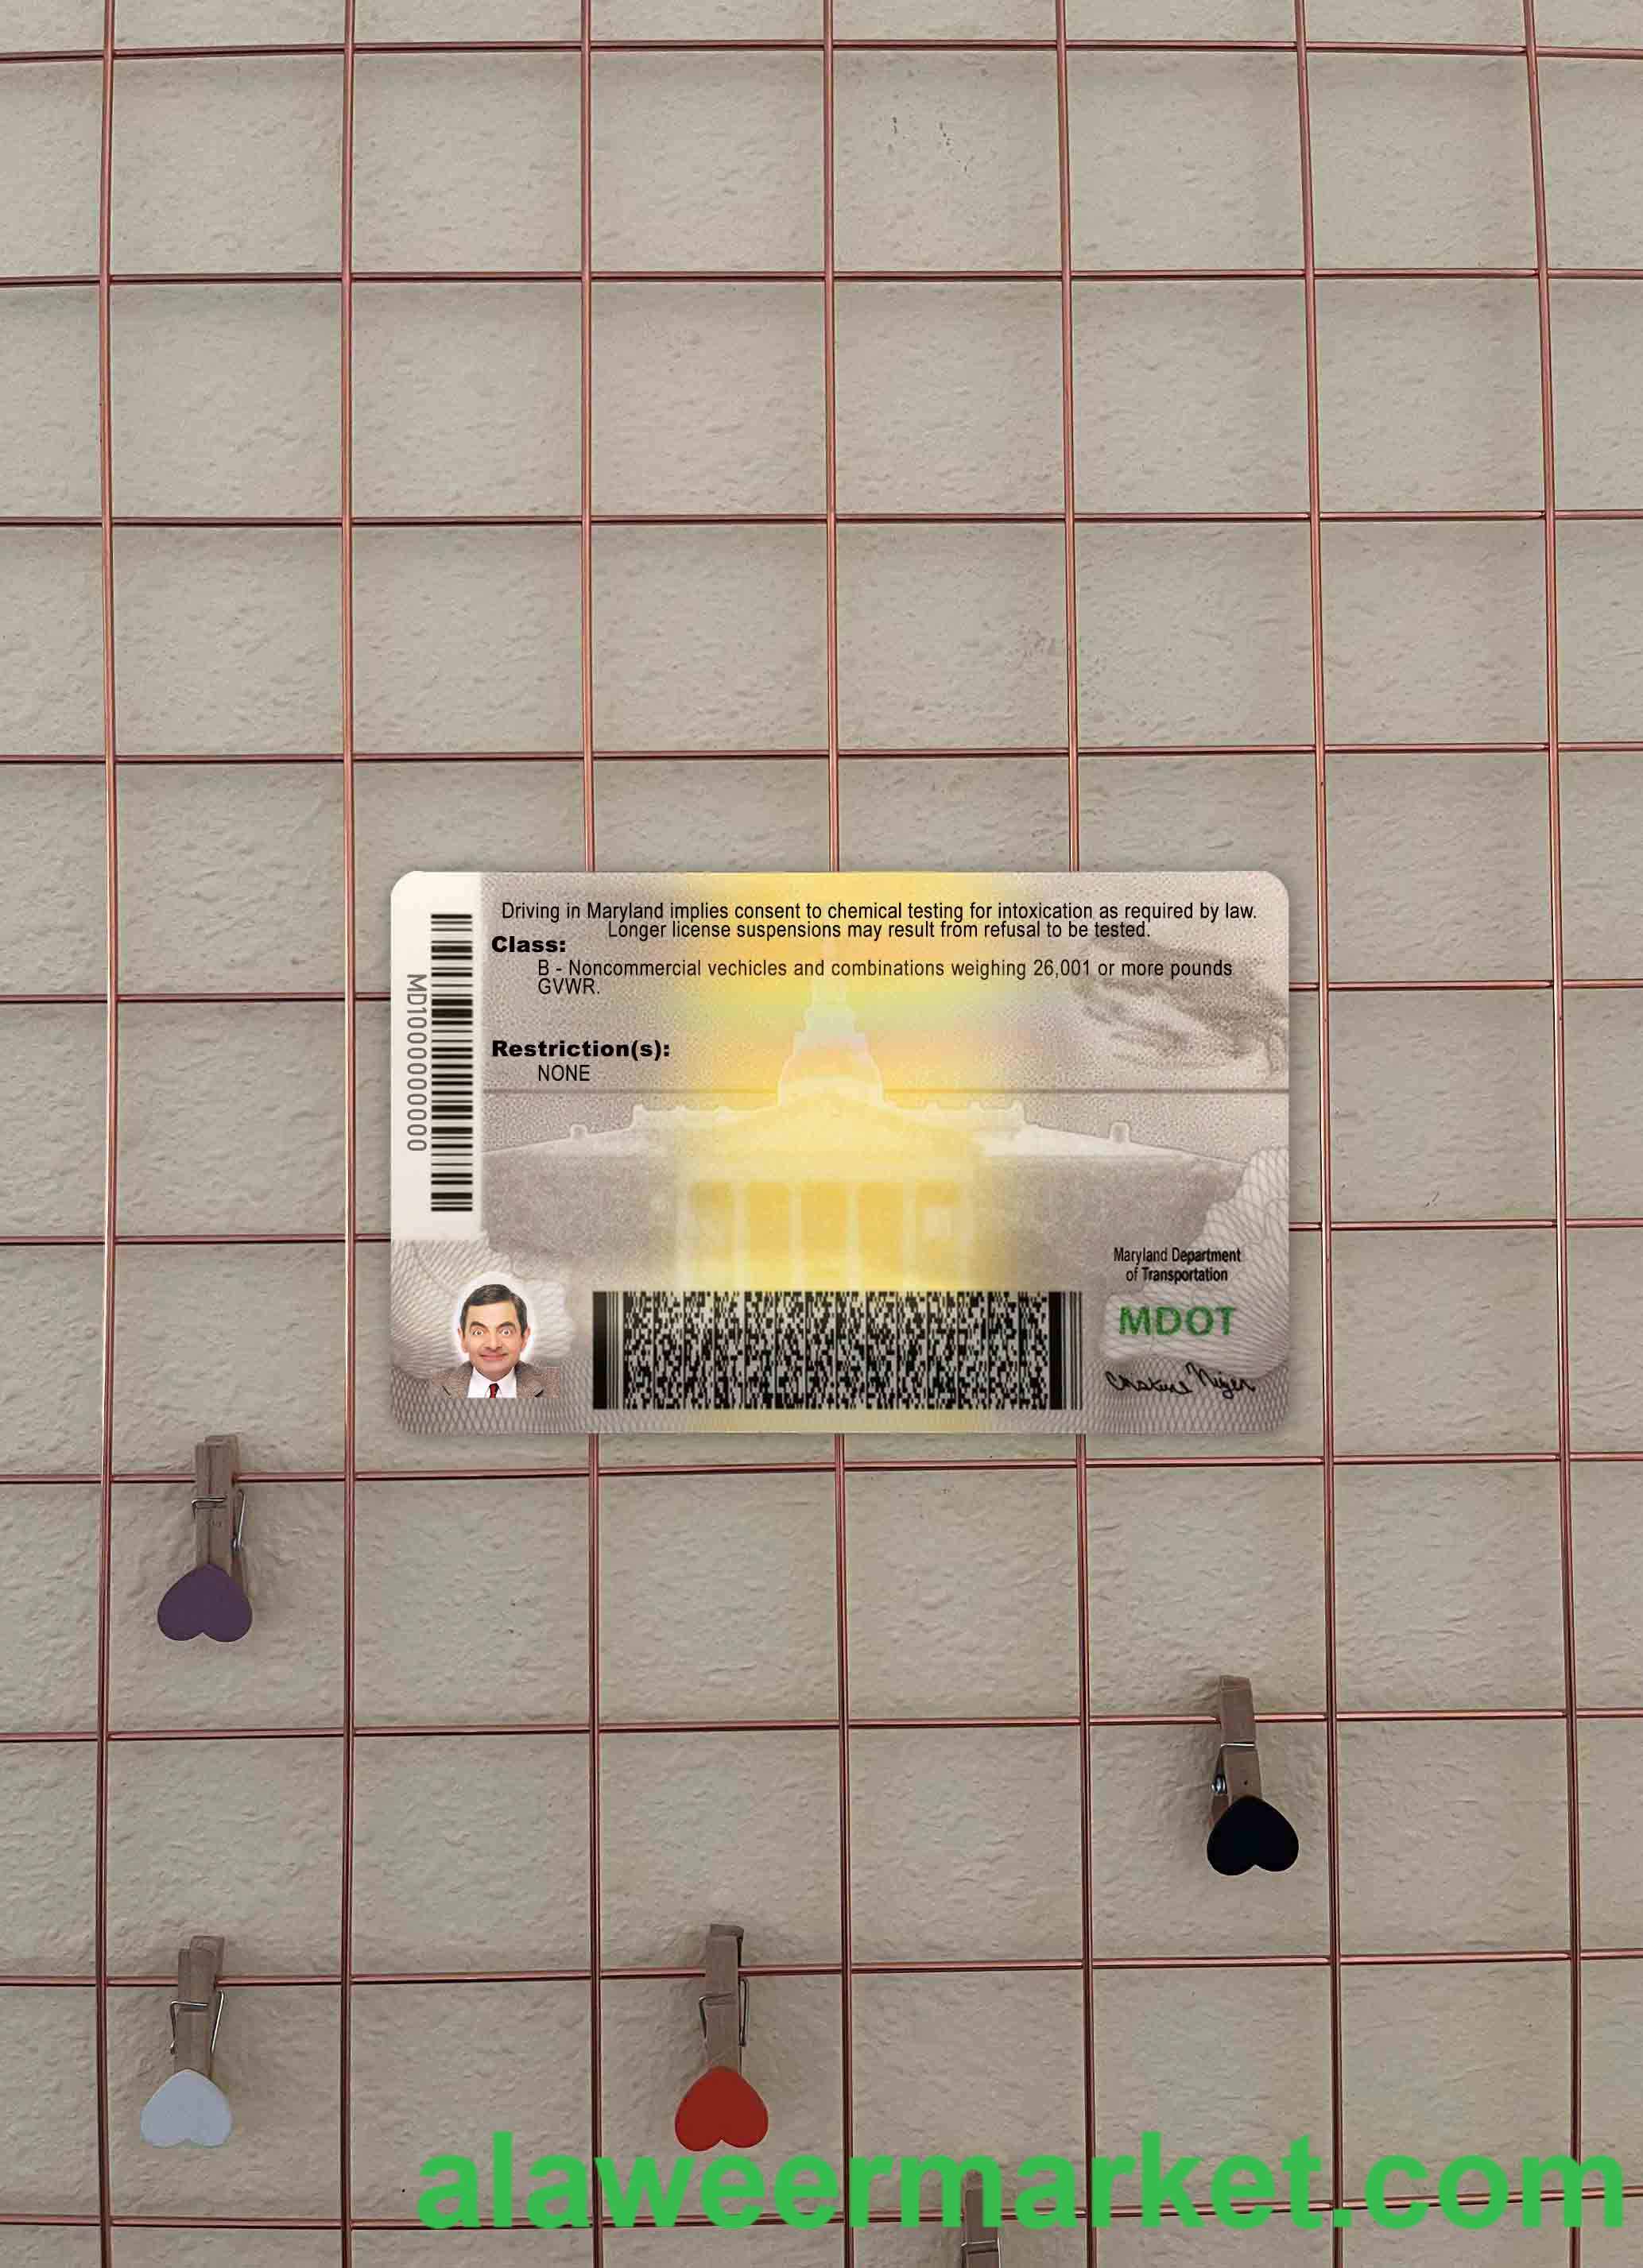 Driving in Maryland implies consent to chemical testing for intoxication as required by law.
Longer license suspensions may result from refusal to be tested.
Class:
B - Noncommercial vechicles and combinations weighing 26,001 or more pounds
GVWR.
Restriction(s):
NONE
MD10000000000
Maryland Department
of Transportation
MDOT
alaweermarket.com